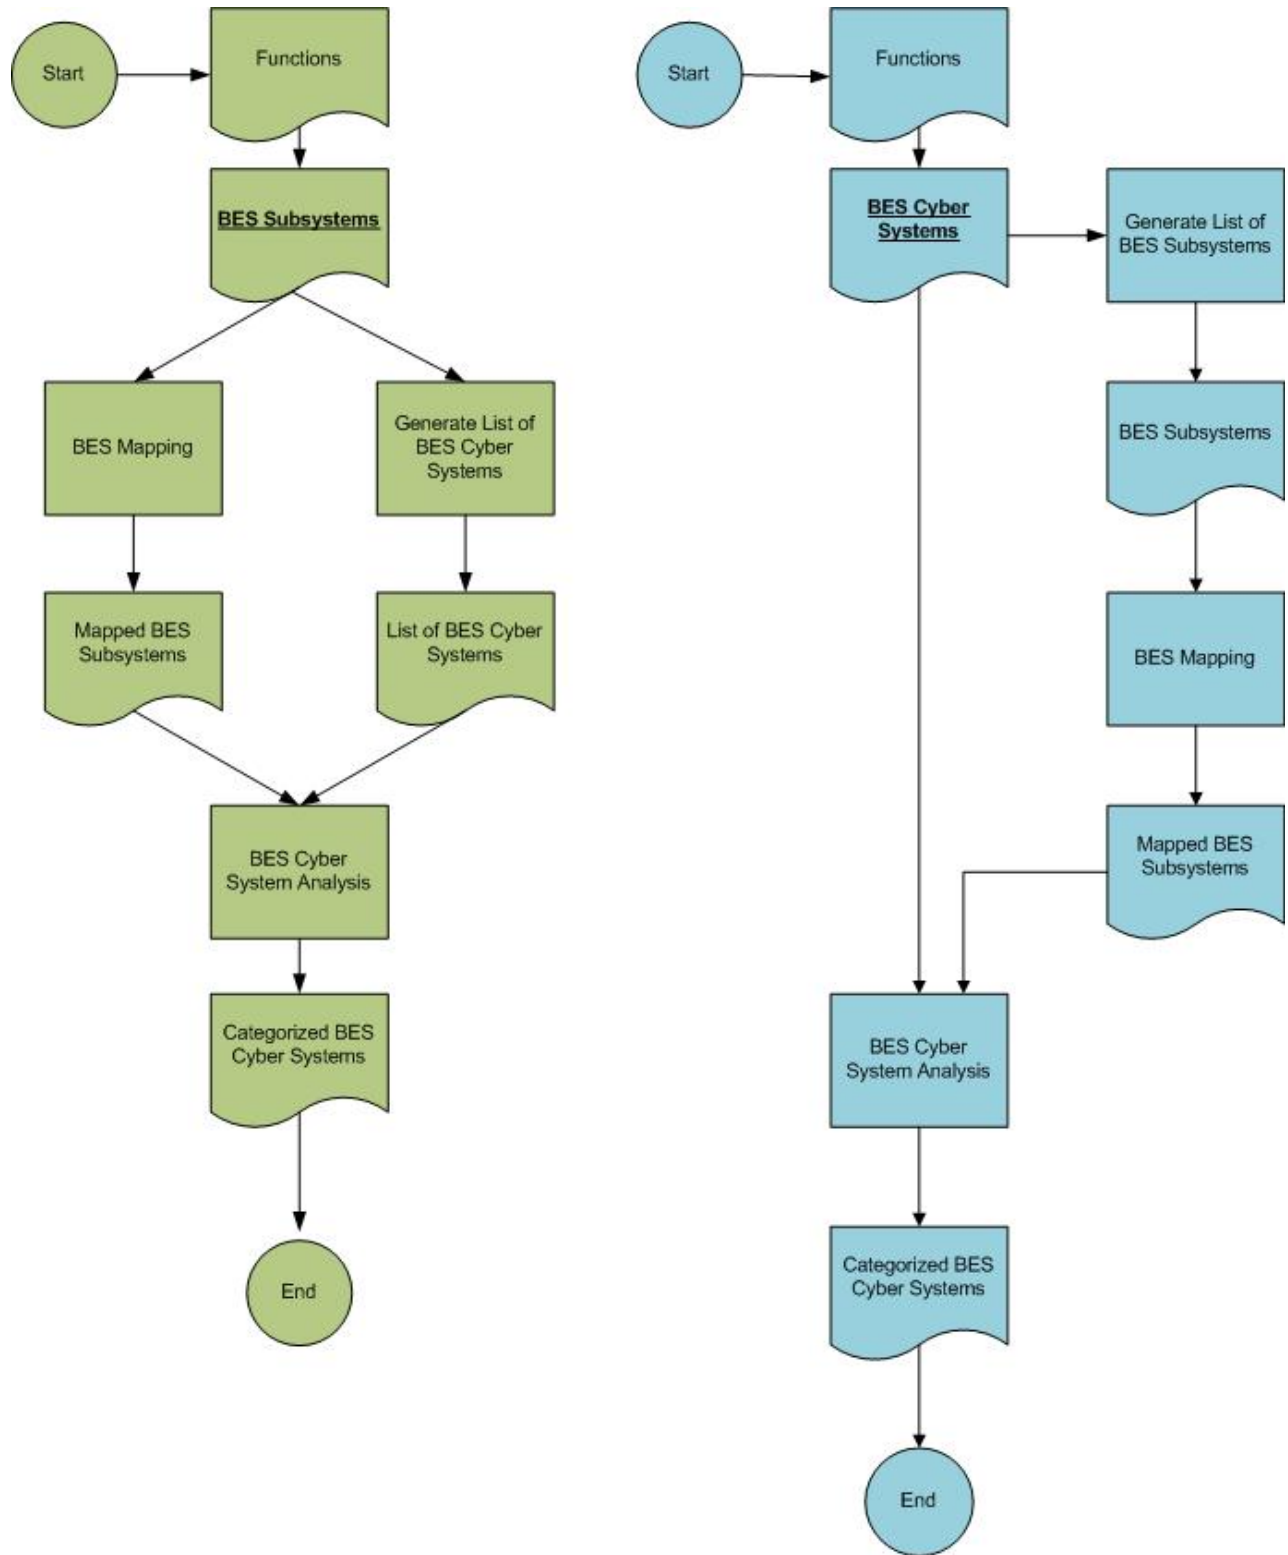 Start
Functions
BES Subsystems
BES Mapping
Generate List of
BES Cyber
Systems
Mapped BES
Subsystems
List of BES Cyber
Systems
BES Cyber
System Analysis
Categorized BES
Cyber Systems
End
Start
Functions
BES Cyber
Systems
Generate List of
BES Subsystems
BES Subsystems
BES Mapping
Mapped BES
Subsystems
BES Cyber
System Analysis
Categorized BES
Cyber Systems
End